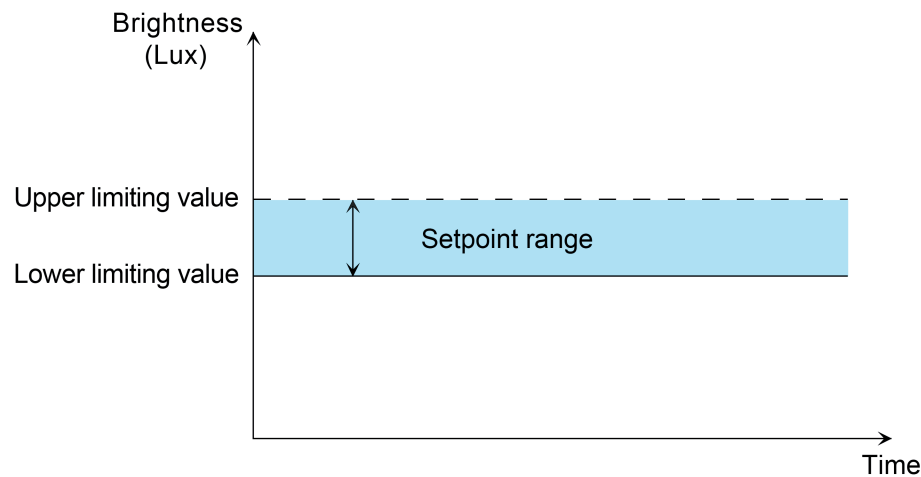 Brightness
(Lux)
Upper limiting value
Setpoint range
Lower limiting value
Time